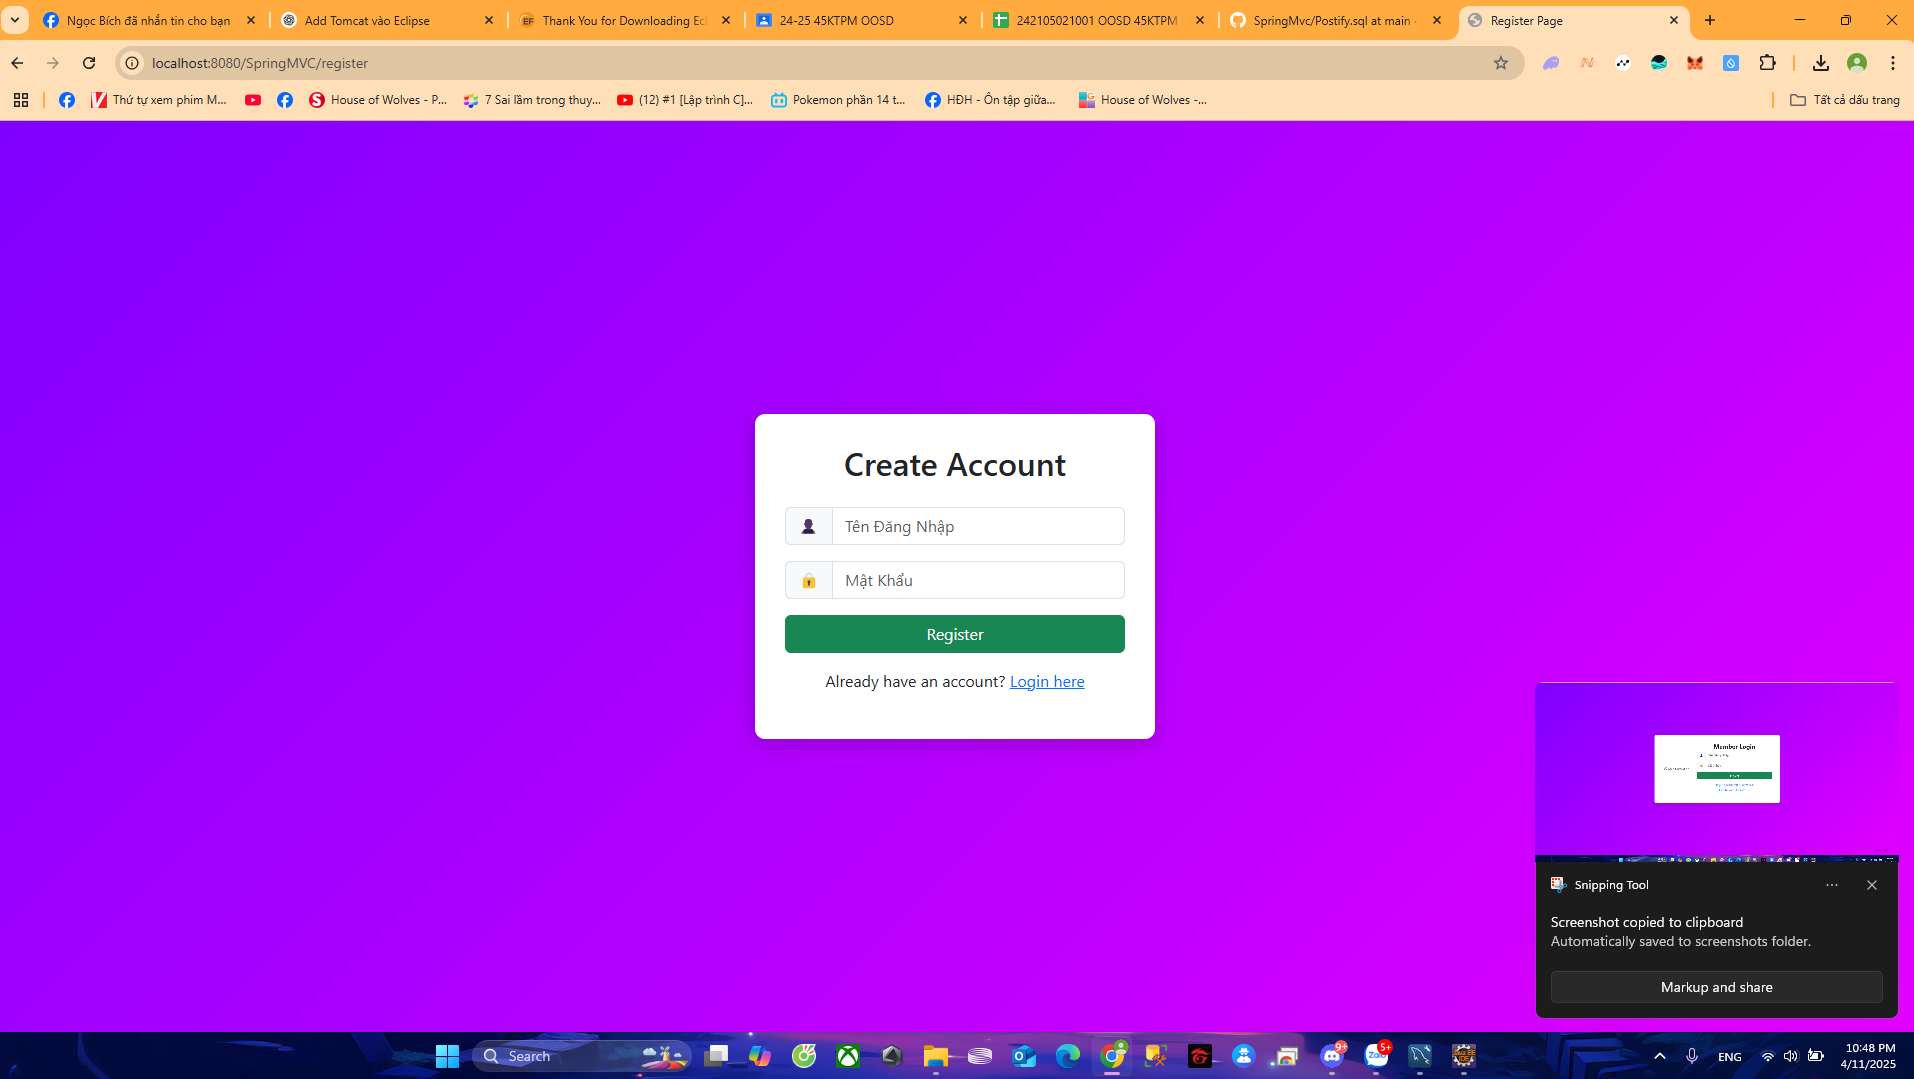 Ngọc Bích đã nhắn tin cho bạn
Add Tomcat vào Eclipse
Thank You for Downloading Ecl
24-25 45KTPM OOSD
242105021001 OOSD 45KTPM
SpringMvc/Postify.sql at main
Register Page
localhost:8080/SpringMVC/register
Thứ tự xem phim M...
House of Wolves - P...
7 Sai lầm trong thuy...
(12) #1 [Lập trình C]...
Pokemon phần 14 t...
HĐH - Ôn tập giữa...
House of Wolves -...
Tất cả dấu trang
Create Account
Tên Đăng Nhập
Mật Khẩu
Register
Already have an account? Login here
Member Login
Snipping Tool
Screenshot copied to clipboard
Automatically saved to screenshots folder.
Markup and share
Search
9+
Zalo
5+
ENG
10:48 PM
4/11/2025